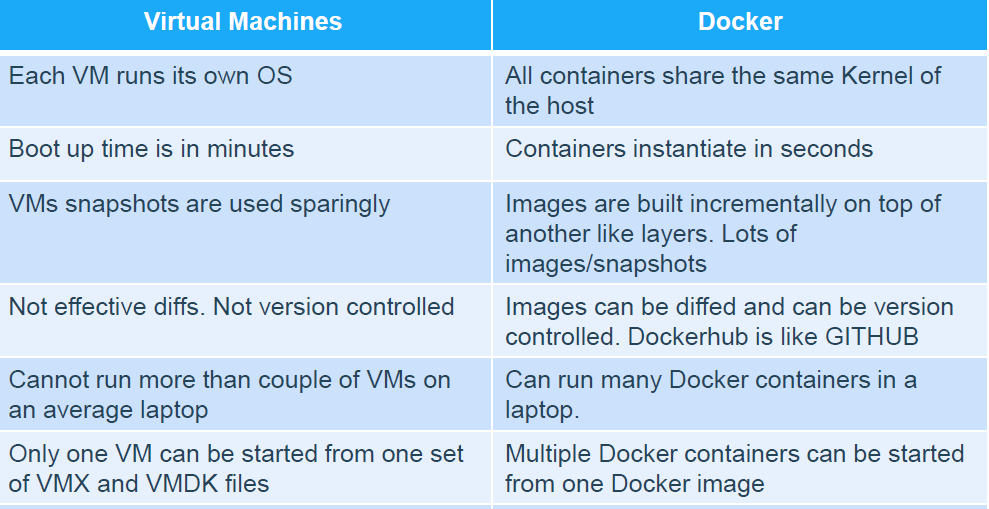 Virtual Machines
Docker
Each VM runs its own OS
All containers share the same Kernel of
the host
Boot up time is in minutes
Containers instantiate in seconds
VMs snapshots are used sparingly
Images are built incrementally on top of
another like layers. Lots of
images/snapshots
Not effective diffs. Not version controlled
Images can be diffed and can be version
controlled. Dockerhub is like GITHUB
Cannot run more than couple of VMs on
an average laptop
Can run many Docker containers in a
laptop.
Only one VM can be started from one set
of VMX and VMDK files
Multiple Docker containers can be started
from one Docker image